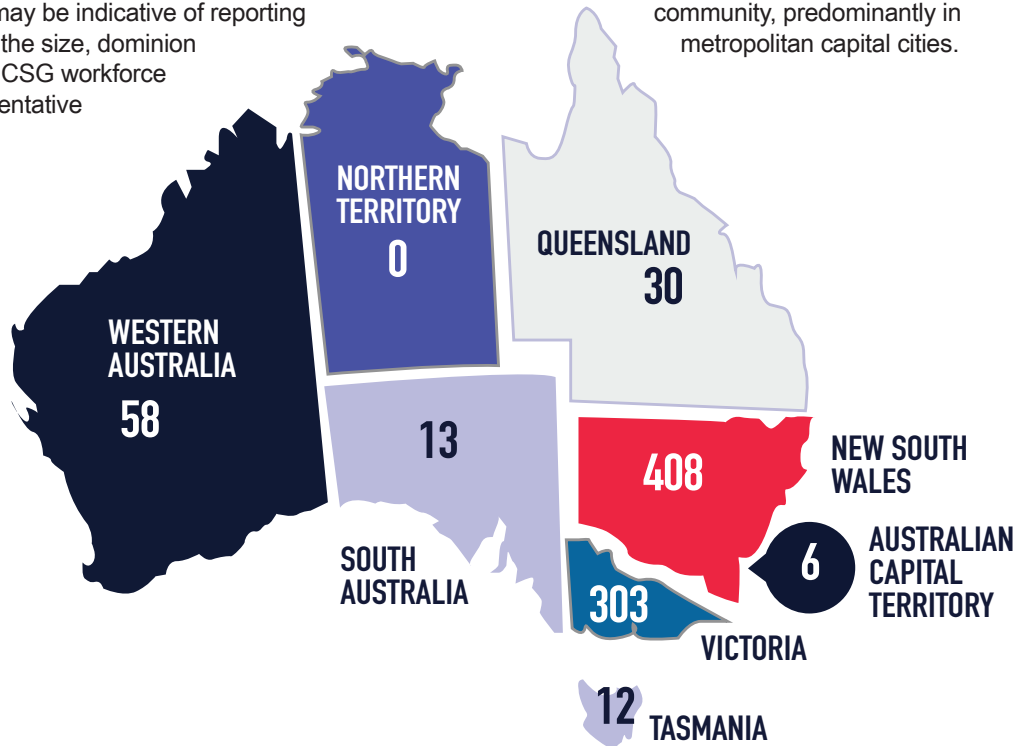 may be indicative of reporting
the size, dominion
CSG workforce
entative
community, predominantly in
metropolitan capital cities.
NORTHERN
TERRITORY
0
QUEENSLAND
30
WESTERN
AUSTRALIA
58
13
SOUTH
AUSTRALIA
408
NEW SOUTH
WALES
6
AUSTRALIAN
CAPITAL
TERRITORY
303
VICTORIA
12
TASMANIA